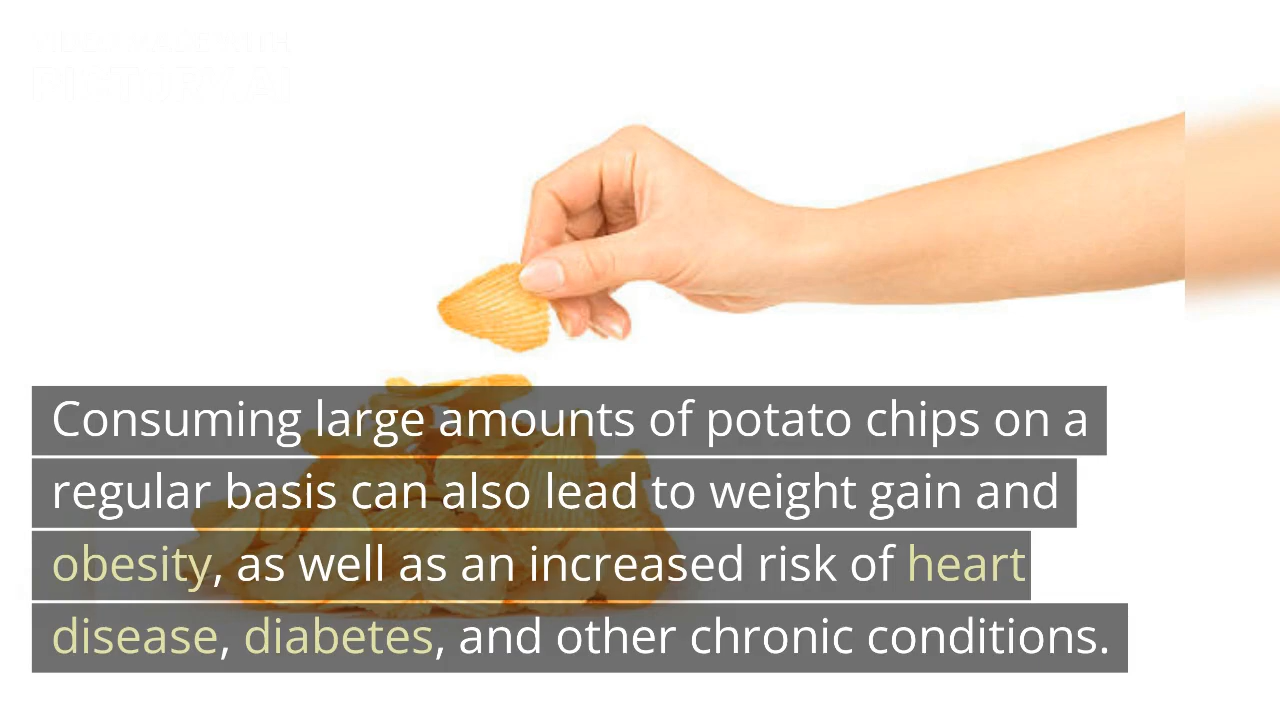 Consuming large amounts of potato chips on a
regular basis can also lead to weight gain and
obesity, as well as an increased risk of heart
disease, diabetes, and other chronic conditions.